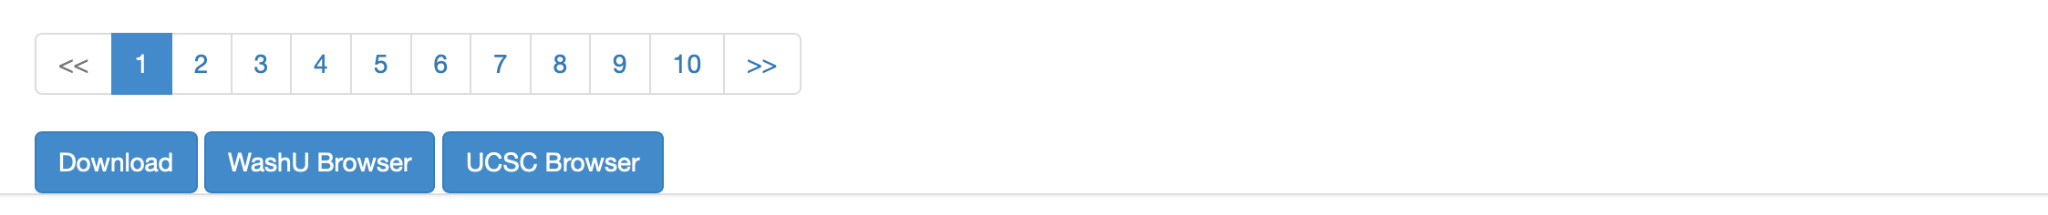 << 1 2 3 4 5 6 7 8 9 10 >>
Download WashU Browser UCSC Browser